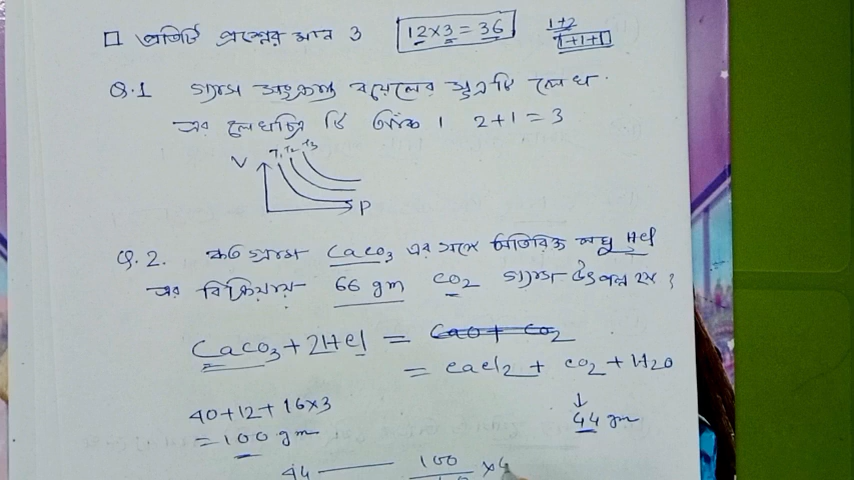 □ প্রতিটি প্রশ্নের মান 3 12×3 = 36 1+2
1+1+1
Q.1 গ্যাস সংক্রান্ত বয়েলের সূত্রটি লেখ.
এর লেখচিত্র টি আঁক । 2+1 = 3
V T₁ T₂ T₃
P
Q.2. কত গ্রাম CaCO₃ এর সঙ্গে অতিরিক্ত লঘু HCl
এর বিক্রিয়ায় 66 gm CO₂ গ্যাস উৎপন্ন হয় ?
CaCO₃ + 2HCl = CaO + CO₂
= CaCl₂ + CO₂ + H₂O
40+12+16×3
= 100 gm
↓
44 gm
44 — 100